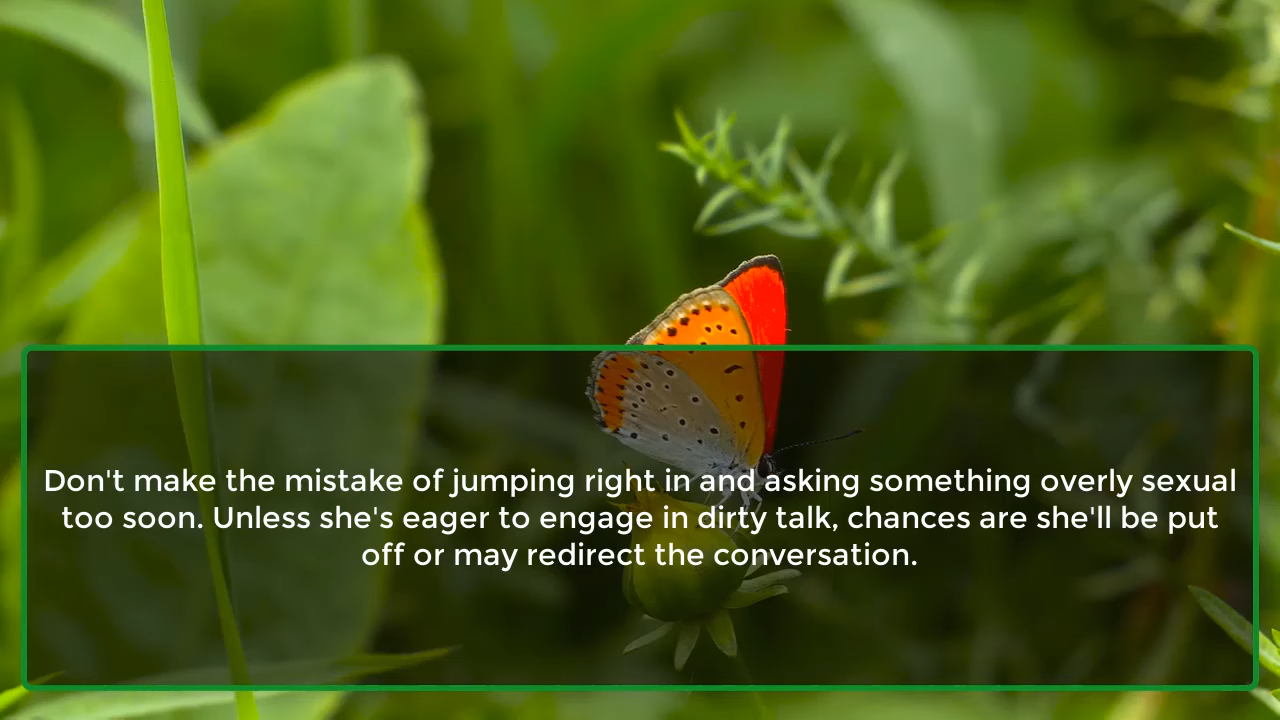 Don't make the mistake of jumping right in and asking something overly sexual
too soon. Unless she's eager to engage in dirty talk, chances are she'll be put
off or may redirect the conversation.